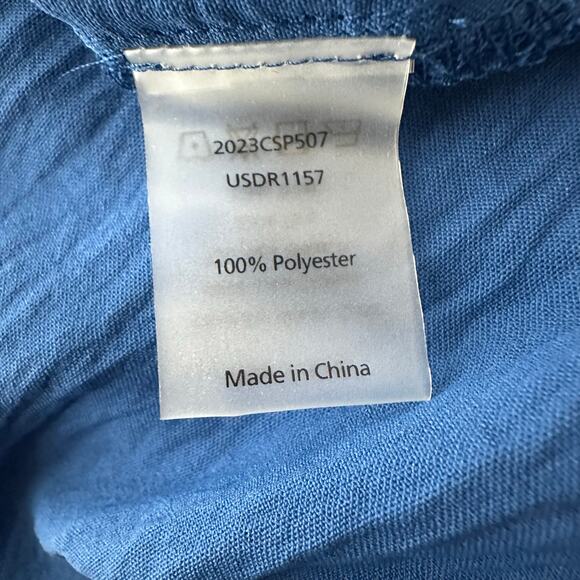 2023CSP507
USDR1157
100% Polyester
Made in China